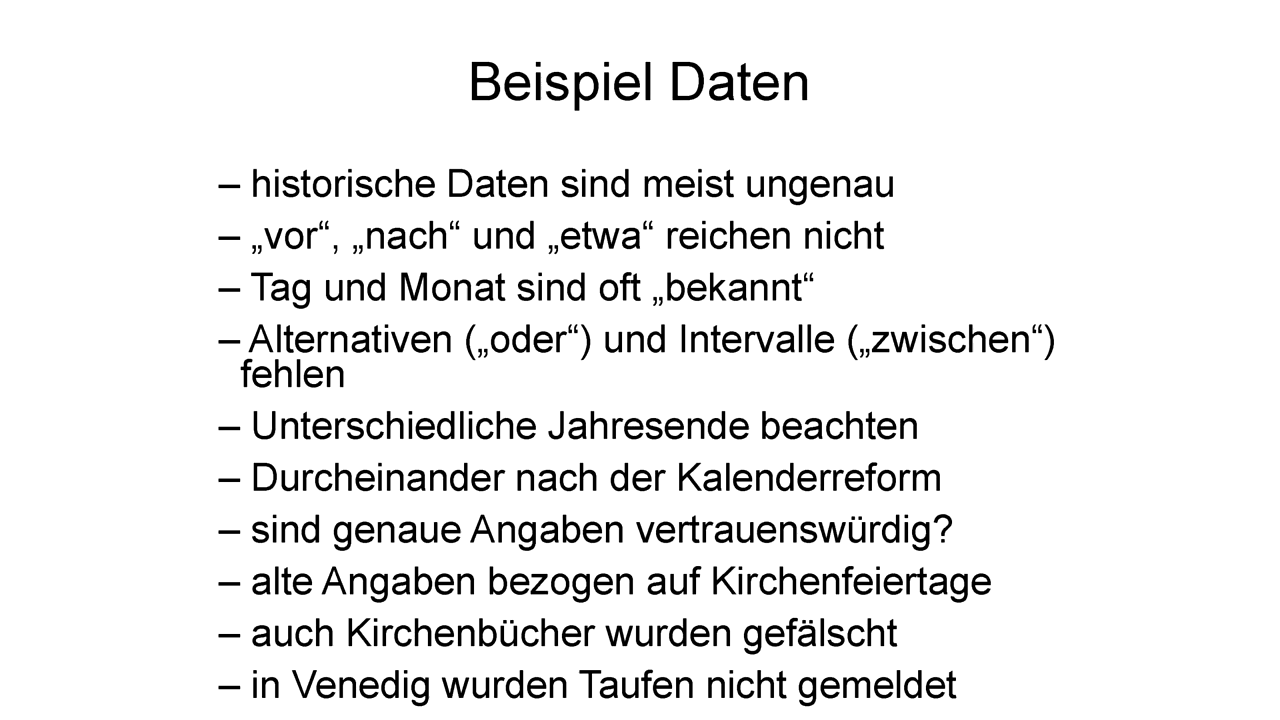 Beispiel Daten
– historische Daten sind meist ungenau
– „vor“, „nach“ und „etwa“ reichen nicht
– Tag und Monat sind oft „bekannt“
– Alternativen („oder“) und Intervalle („zwischen“)
fehlen
– Unterschiedliche Jahresende beachten
– Durcheinander nach der Kalenderreform
– sind genaue Angaben vertrauenswürdig?
– alte Angaben bezogen auf Kirchenfeiertage
– auch Kirchenbücher wurden gefälscht
– in Venedig wurden Taufen nicht gemeldet